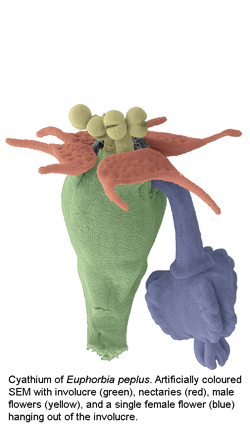 Cyathium of Euphorbia peplus. Artificially coloured
SEM with involucre (green), nectaries (red), male
flowers (yellow), and a single female flower (blue)
hanging out of the involucre.